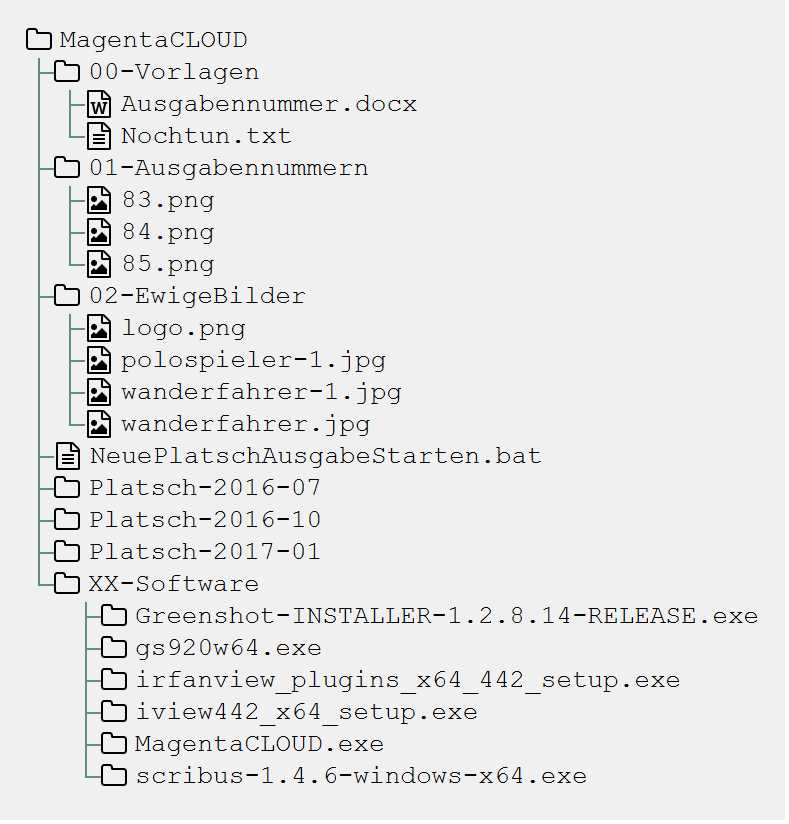 MagentaCLOUD
00-Vorlagen
Ausgabennummer.docx
Nochtun.txt
01-Ausgabennummern
83.png
84.png
85.png
02-EwigeBilder
logo.png
polospieler-1.jpg
wanderfahrer-1.jpg
wanderfahrer.jpg
NeuePlatschAusgabeStarten.bat
Platsch-2016-07
Platsch-2016-10
Platsch-2017-01
XX-Software
Greenshot-INSTALLER-1.2.8.14-RELEASE.exe
gs920w64.exe
irfanview_plugins_x64_442_setup.exe
iview442_x64_setup.exe
MagentaCLOUD.exe
scribus-1.4.6-windows-x64.exe